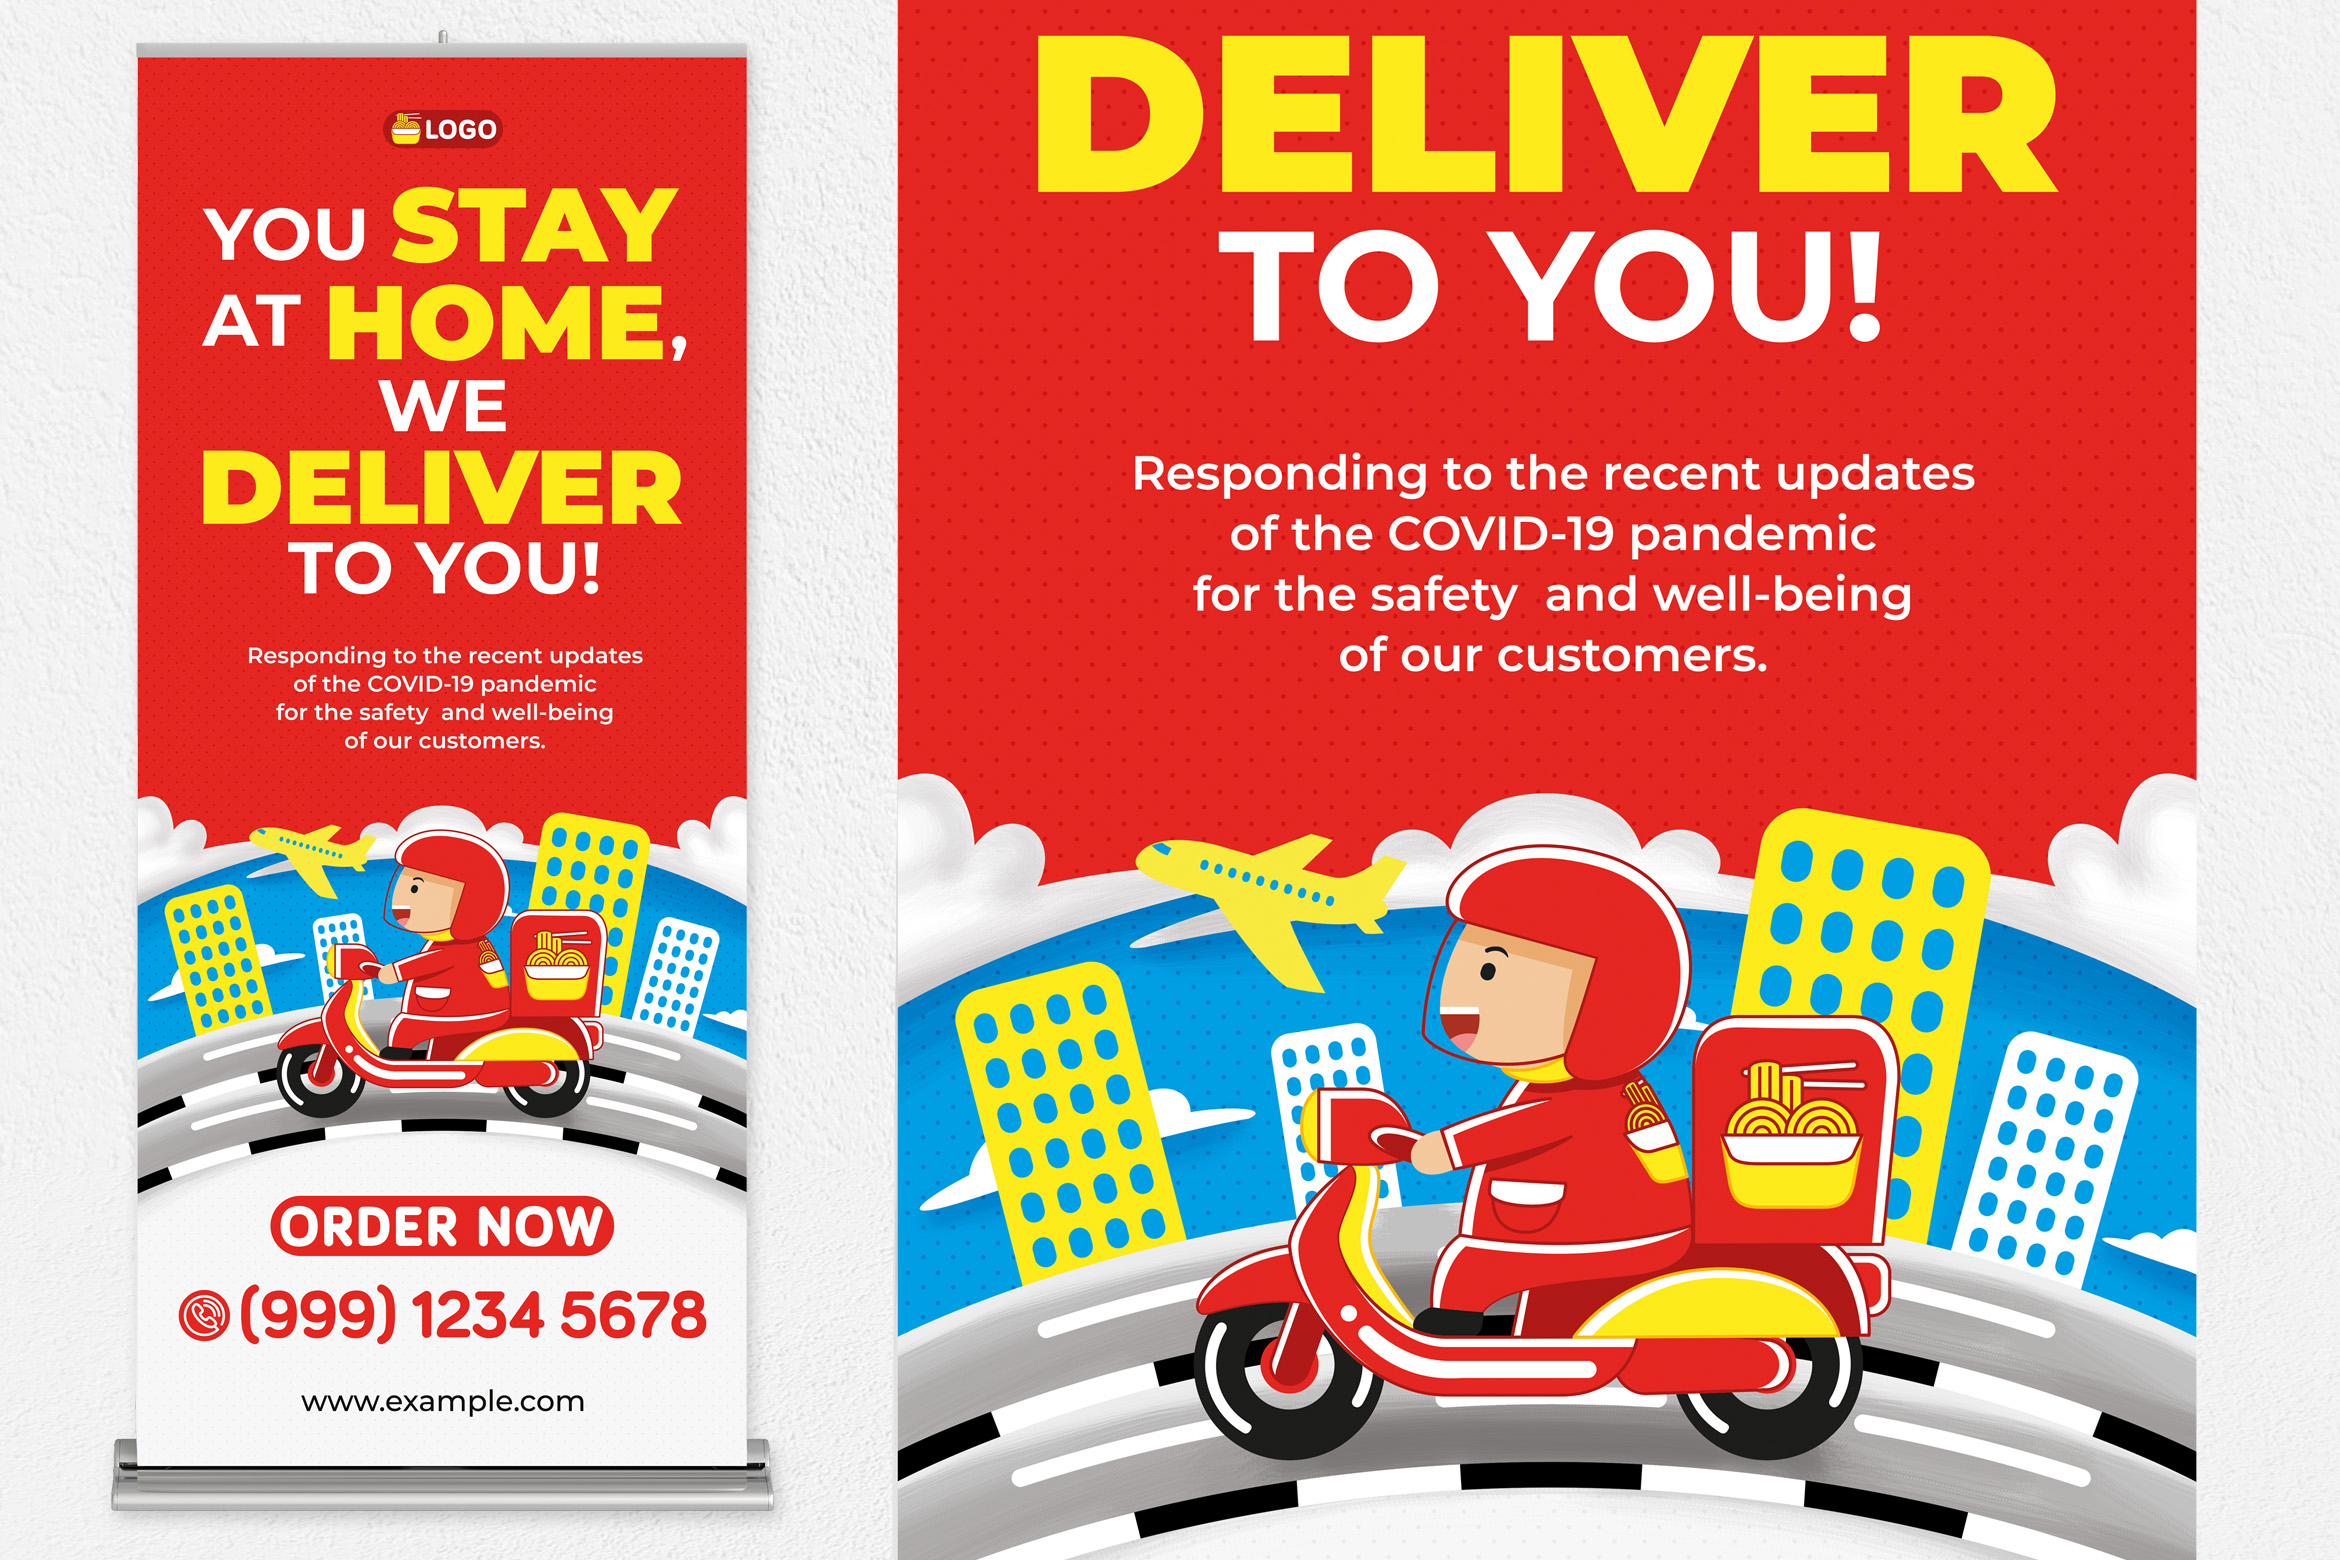 LOGO
YOU STAY
AT HOME,
WE
DELIVER
TO YOU!
Responding to the recent updates
of the COVID-19 pandemic
for the safety  and well-being
of our customers.
ORDER NOW
(999) 1234 5678
www.example.com
DELIVER
TO YOU!
Responding to the recent updates
of the COVID-19 pandemic
for the safety  and well-being
of our customers.